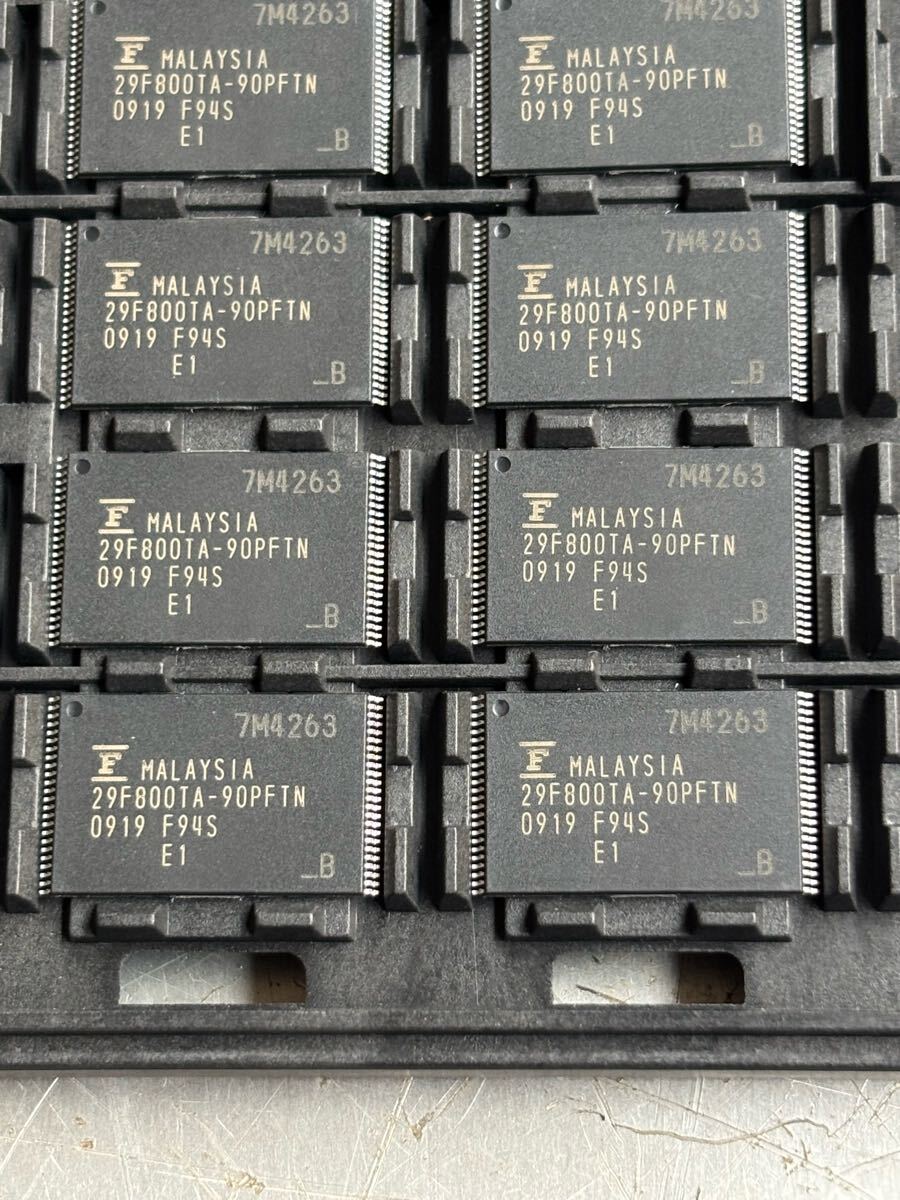 7M4263
F MALAYSIA
29F800TA-90PFTN
0919 F94S
E1
_B
7M4263
F MALAYSIA
29F800TA-90PFTN
0919 F94S
E1
_B
7M4263
F MALAYSIA
29F800TA-90PFTN
0919 F94S
E1
_B
7M4263
F MALAYSIA
29F800TA-90PFTN
0919 F94S
E1
_B
7M4263
F MALAYSIA
29F800TA-90PFTN
0919 F94S
E1
_B
7M4263
F MALAYSIA
29F800TA-90PFTN
0919 F94S
E1
_B
7M4263
F MALAYSIA
29F800TA-90PFTN
0919 F94S
E1
_B
7M4263
F MALAYSIA
29F800TA-90PFTN
0919 F94S
E1
_B